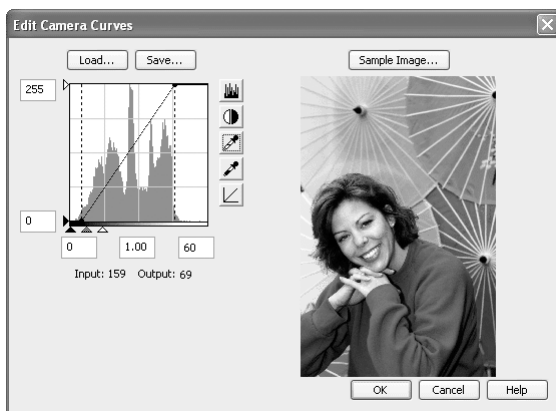 Edit Camera Curves
Load... Save... Sample Image...
255
0
0 1.00 60
Input: 159 Output: 69
OK Cancel Help